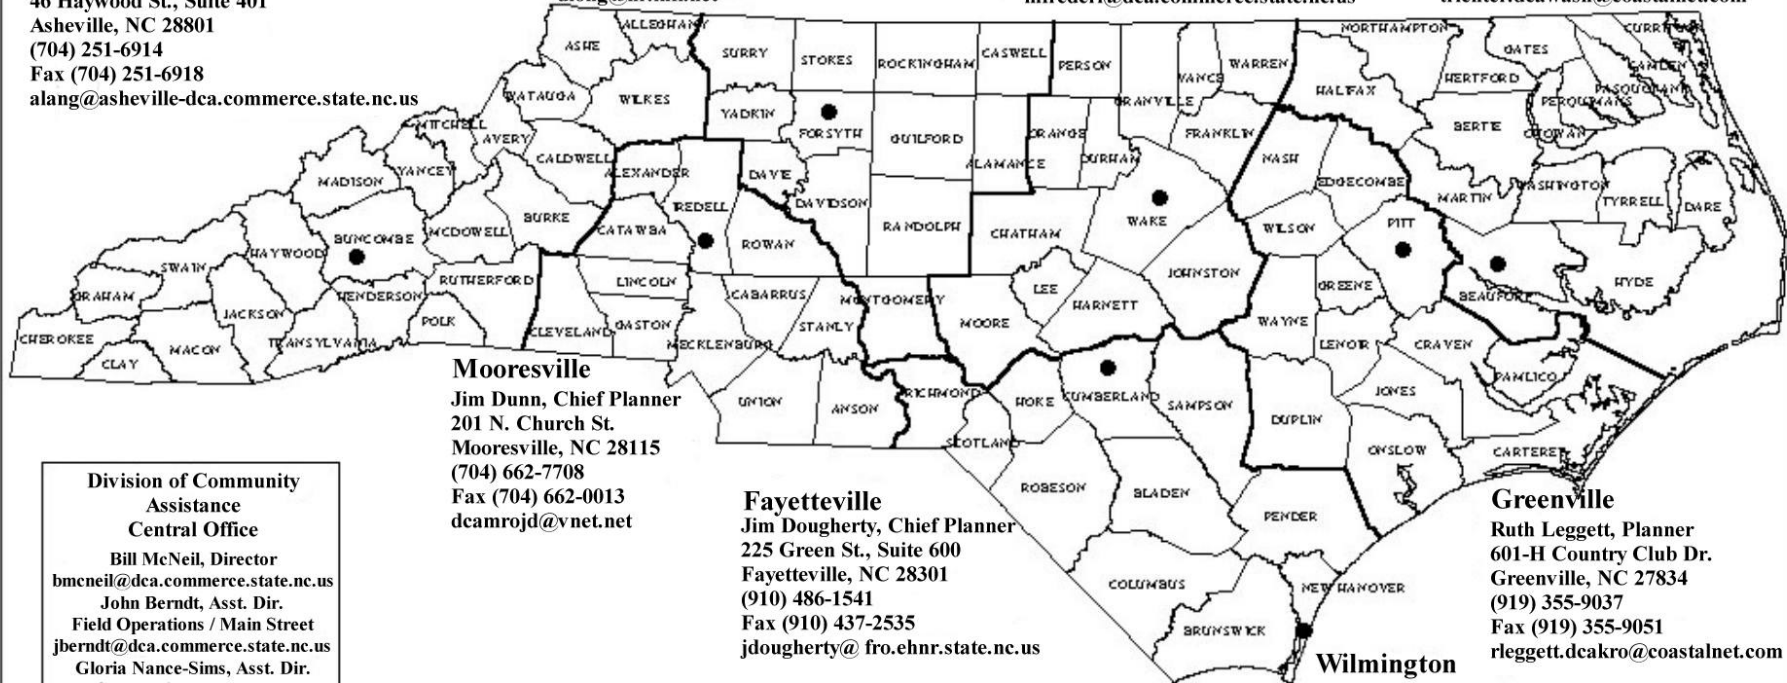 46 Haywood St., Suite 401
Asheville, NC 28801
(704) 251-6914
Fax (704) 251-6918
alang@asheville-dca.commerce.state.nc.us
ALLEGHANY
ASHE
SURRY
STOKES
ROCKINGHAM
CASWELL
PERSON
VANCE
WARREN
NORTHAMPTON
GATES
CURRITUCK
CAMDEN
HERTFORD
PASQUOTANK
PERQUIMANS
WATAUGA
WILKES
YADKIN
FORSYTH
GUILFORD
ALAMANCE
ORANGE
DURHAM
GRANVILLE
FRANKLIN
HALIFAX
BERTIE
CHOWAN
MITCHELL
AVERY
CALDWELL
ALEXANDER
DAVIE
NASH
EDGECOMBE
MARTIN
WASHINGTON
TYRRELL
DARE
MADISON
YANCEY
IREDELL
DAVIDSON
RANDOLPH
CHATHAM
WAKE
WILSON
PITT
HAYWOOD
BUNCOMBE
MCDOWELL
BURKE
CATAWBA
ROWAN
JOHNSTON
GREENE
BEAUFORT
HYDE
SWAIN
GRAHAM
HENDERSON
RUTHERFORD
LINCOLN
CABARRUS
MONTGOMERY
LEE
HARNETT
MOORE
WAYNE
LENOIR
CRAVEN
CHEROKEE
CLAY
MACON
JACKSON
TRANSYLVANIA
POLK
CLEVELAND
GASTON
MECKLENBURG
STANLY
PAMLICO
JONES
UNION
ANSON
RICHMOND
SCOTLAND
HOKE
CUMBERLAND
SAMPSON
DUPLIN
ONSLOW
CARTERET
ROBESON
BLADEN
PENDER
COLUMBUS
NEW HANOVER
BRUNSWICK
Mooresville
Jim Dunn, Chief Planner
201 N. Church St.
Mooresville, NC 28115
(704) 662-7708
Fax (704) 662-0013
dcamrojd@vnet.net
Division of Community
Assistance
Central Office
Bill McNeil, Director
bmcneil@dca.commerce.state.nc.us
John Berndt, Asst. Dir.
Field Operations / Main Street
jberndt@dca.commerce.state.nc.us
Gloria Nance-Sims, Asst. Dir.
Fayetteville
Jim Dougherty, Chief Planner
225 Green St., Suite 600
Fayetteville, NC 28301
(910) 486-1541
Fax (910) 437-2535
jdougherty@ fro.ehnr.state.nc.us
Greenville
Ruth Leggett, Planner
601-H Country Club Dr.
Greenville, NC 27834
(919) 355-9037
Fax (919) 355-9051
rleggett.dcakro@coastalnet.com
Wilmington